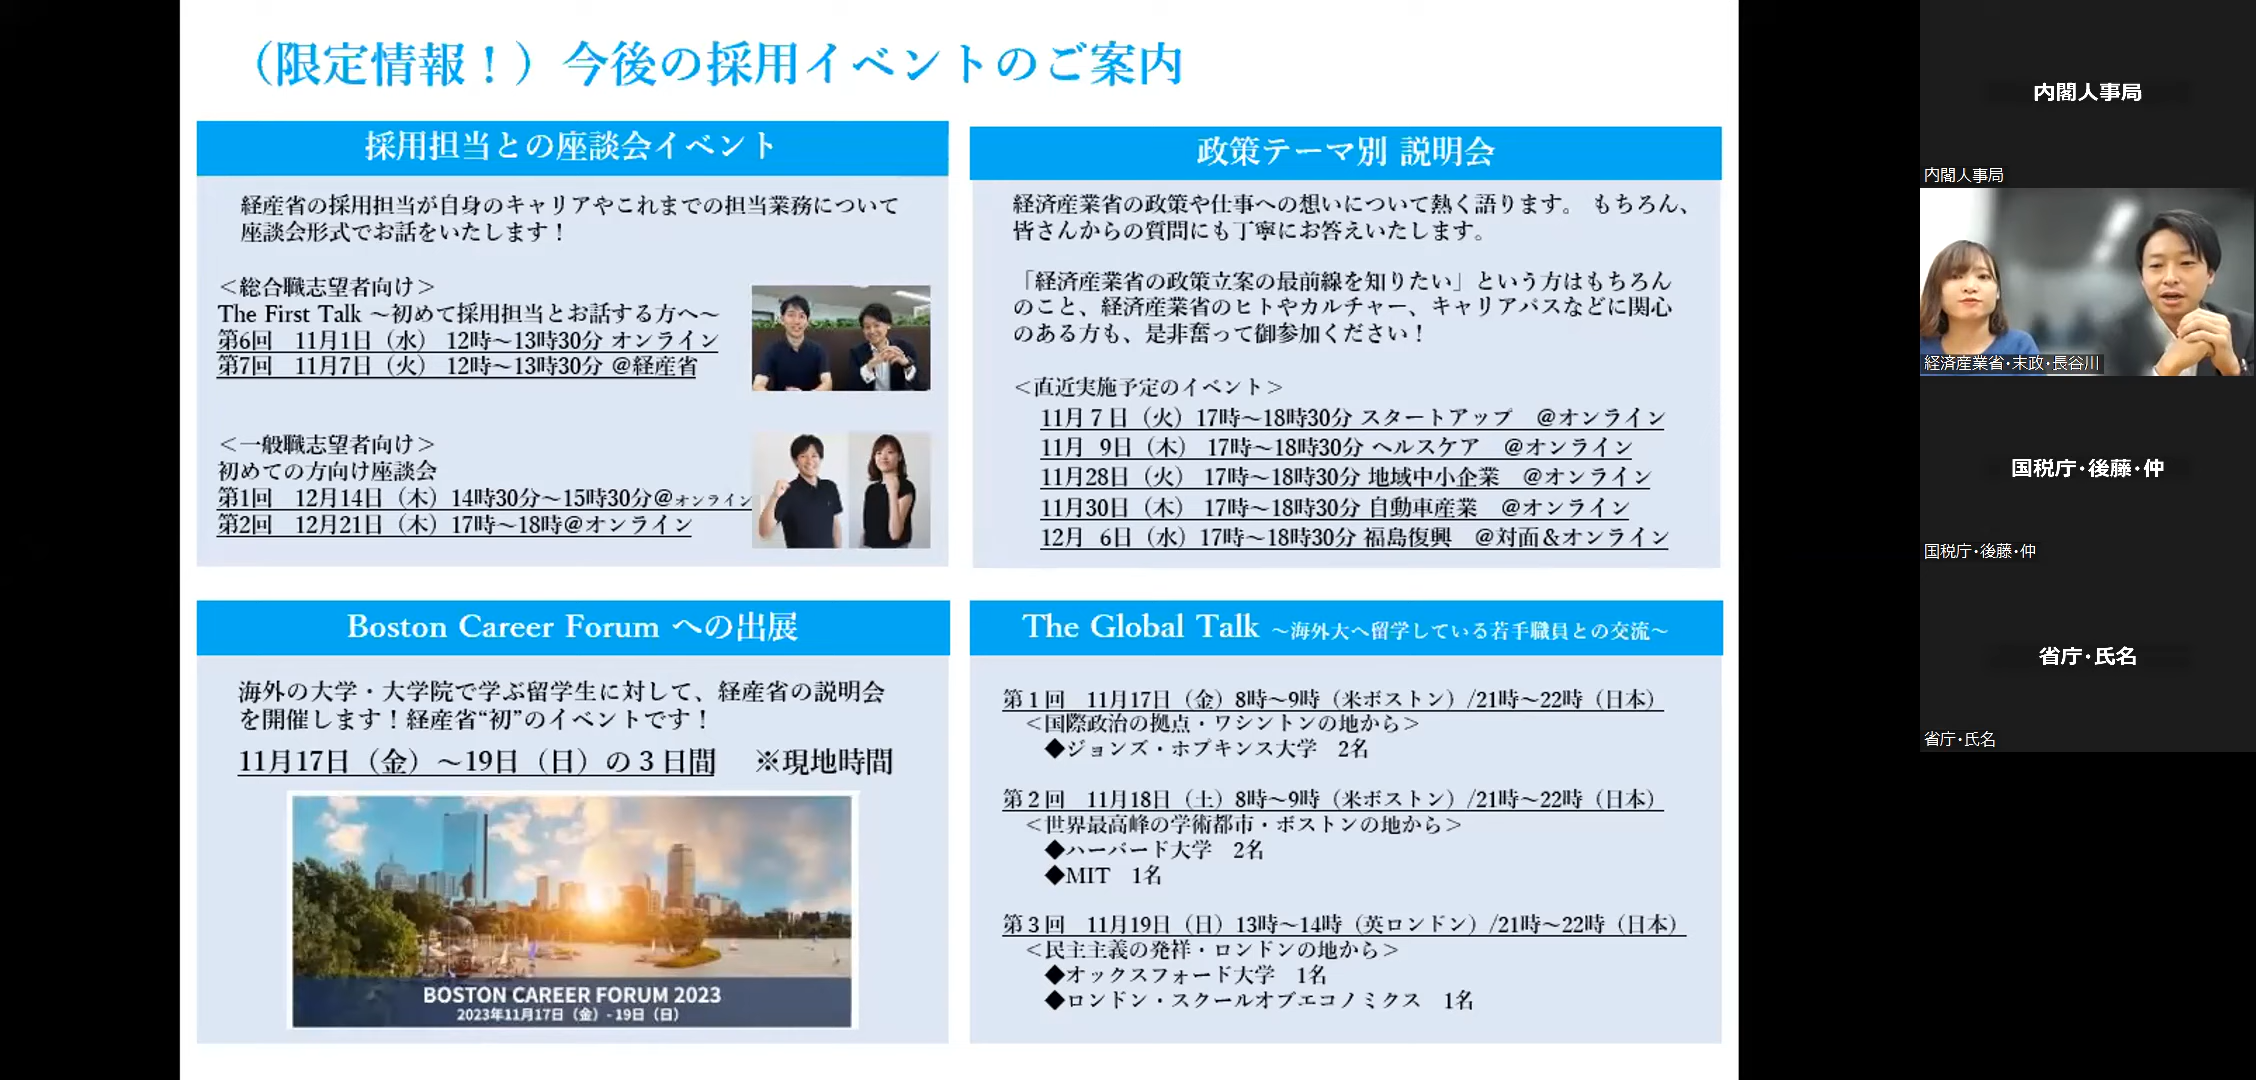 （限定情報！）今後の採用イベントのご案内
採用担当との座談会イベント
経産省の採用担当が自身のキャリアやこれまでの担当業務について
座談会形式でお話をいたします！
＜総合職志望者向け＞
The First Talk ～初めて採用担当とお話する方へ～
第6回　11月1日（水） 12時～13時30分 オンライン
第7回　11月7日（火） 12時～13時30分 ＠経産省
＜一般職志望者向け＞
初めての方向け座談会
第1回　12月14日（木）14時30分～15時30分＠オンライン
第2回　12月21日（木）17時～18時＠オンライン
政策テーマ別 説明会
経済産業省の政策や仕事への想いについて熱く語ります。 もちろん、
皆さんからの質問にも丁寧にお答えいたします。
「経済産業省の政策立案の最前線を知りたい」という方はもちろん
のこと、経済産業省のヒトやカルチャー、キャリアパスなどに関心
のある方も、是非奮って御参加ください！
＜直近実施予定のイベント＞
11月 7 日（火）17時～18時30分 スタートアップ　＠オンライン
11月 9日（木） 17時～18時30分 ヘルスケア　＠オンライン
11月28日（火） 17時～18時30分 地域中小企業　＠オンライン
11月30日（木） 17時～18時30分 自動車産業　＠オンライン
12月 6日（水）17時～18時30分 福島復興　＠対面＆オンライン
Boston Career Forum への出展
海外の大学・大学院で学ぶ留学生に対して、経産省の説明会
を開催します！経産省“初”のイベントです！
11月17日（金）～19日（日）の３日間　※現地時間
BOSTON CAREER FORUM 2023
2023年11月17日（金）- 19日（日）
The Global Talk ～海外大へ留学している若手職員との交流～
第１回　11月17日（金）8時～9時（米ボストン）/21時～22時（日本）
＜国際政治の拠点・ワシントンの地から＞
◆ジョンズ・ホプキンス大学　2名
第２回　11月18日（土）8時～9時（米ボストン）/21時～22時（日本）
＜世界最高峰の学術都市・ボストンの地から＞
◆ハーバード大学　2名
◆MIT　1名
第３回　11月19日（日）13時～14時（英ロンドン）/21時～22時（日本）
＜民主主義の発祥・ロンドンの地から＞
◆オックスフォード大学　1名
◆ロンドン・スクールオブエコノミクス　1名
内閣人事局
内閣人事局
経済産業省・末政・長谷川
国税庁・後藤・仲
国税庁・後藤・仲
省庁・氏名
省庁・氏名